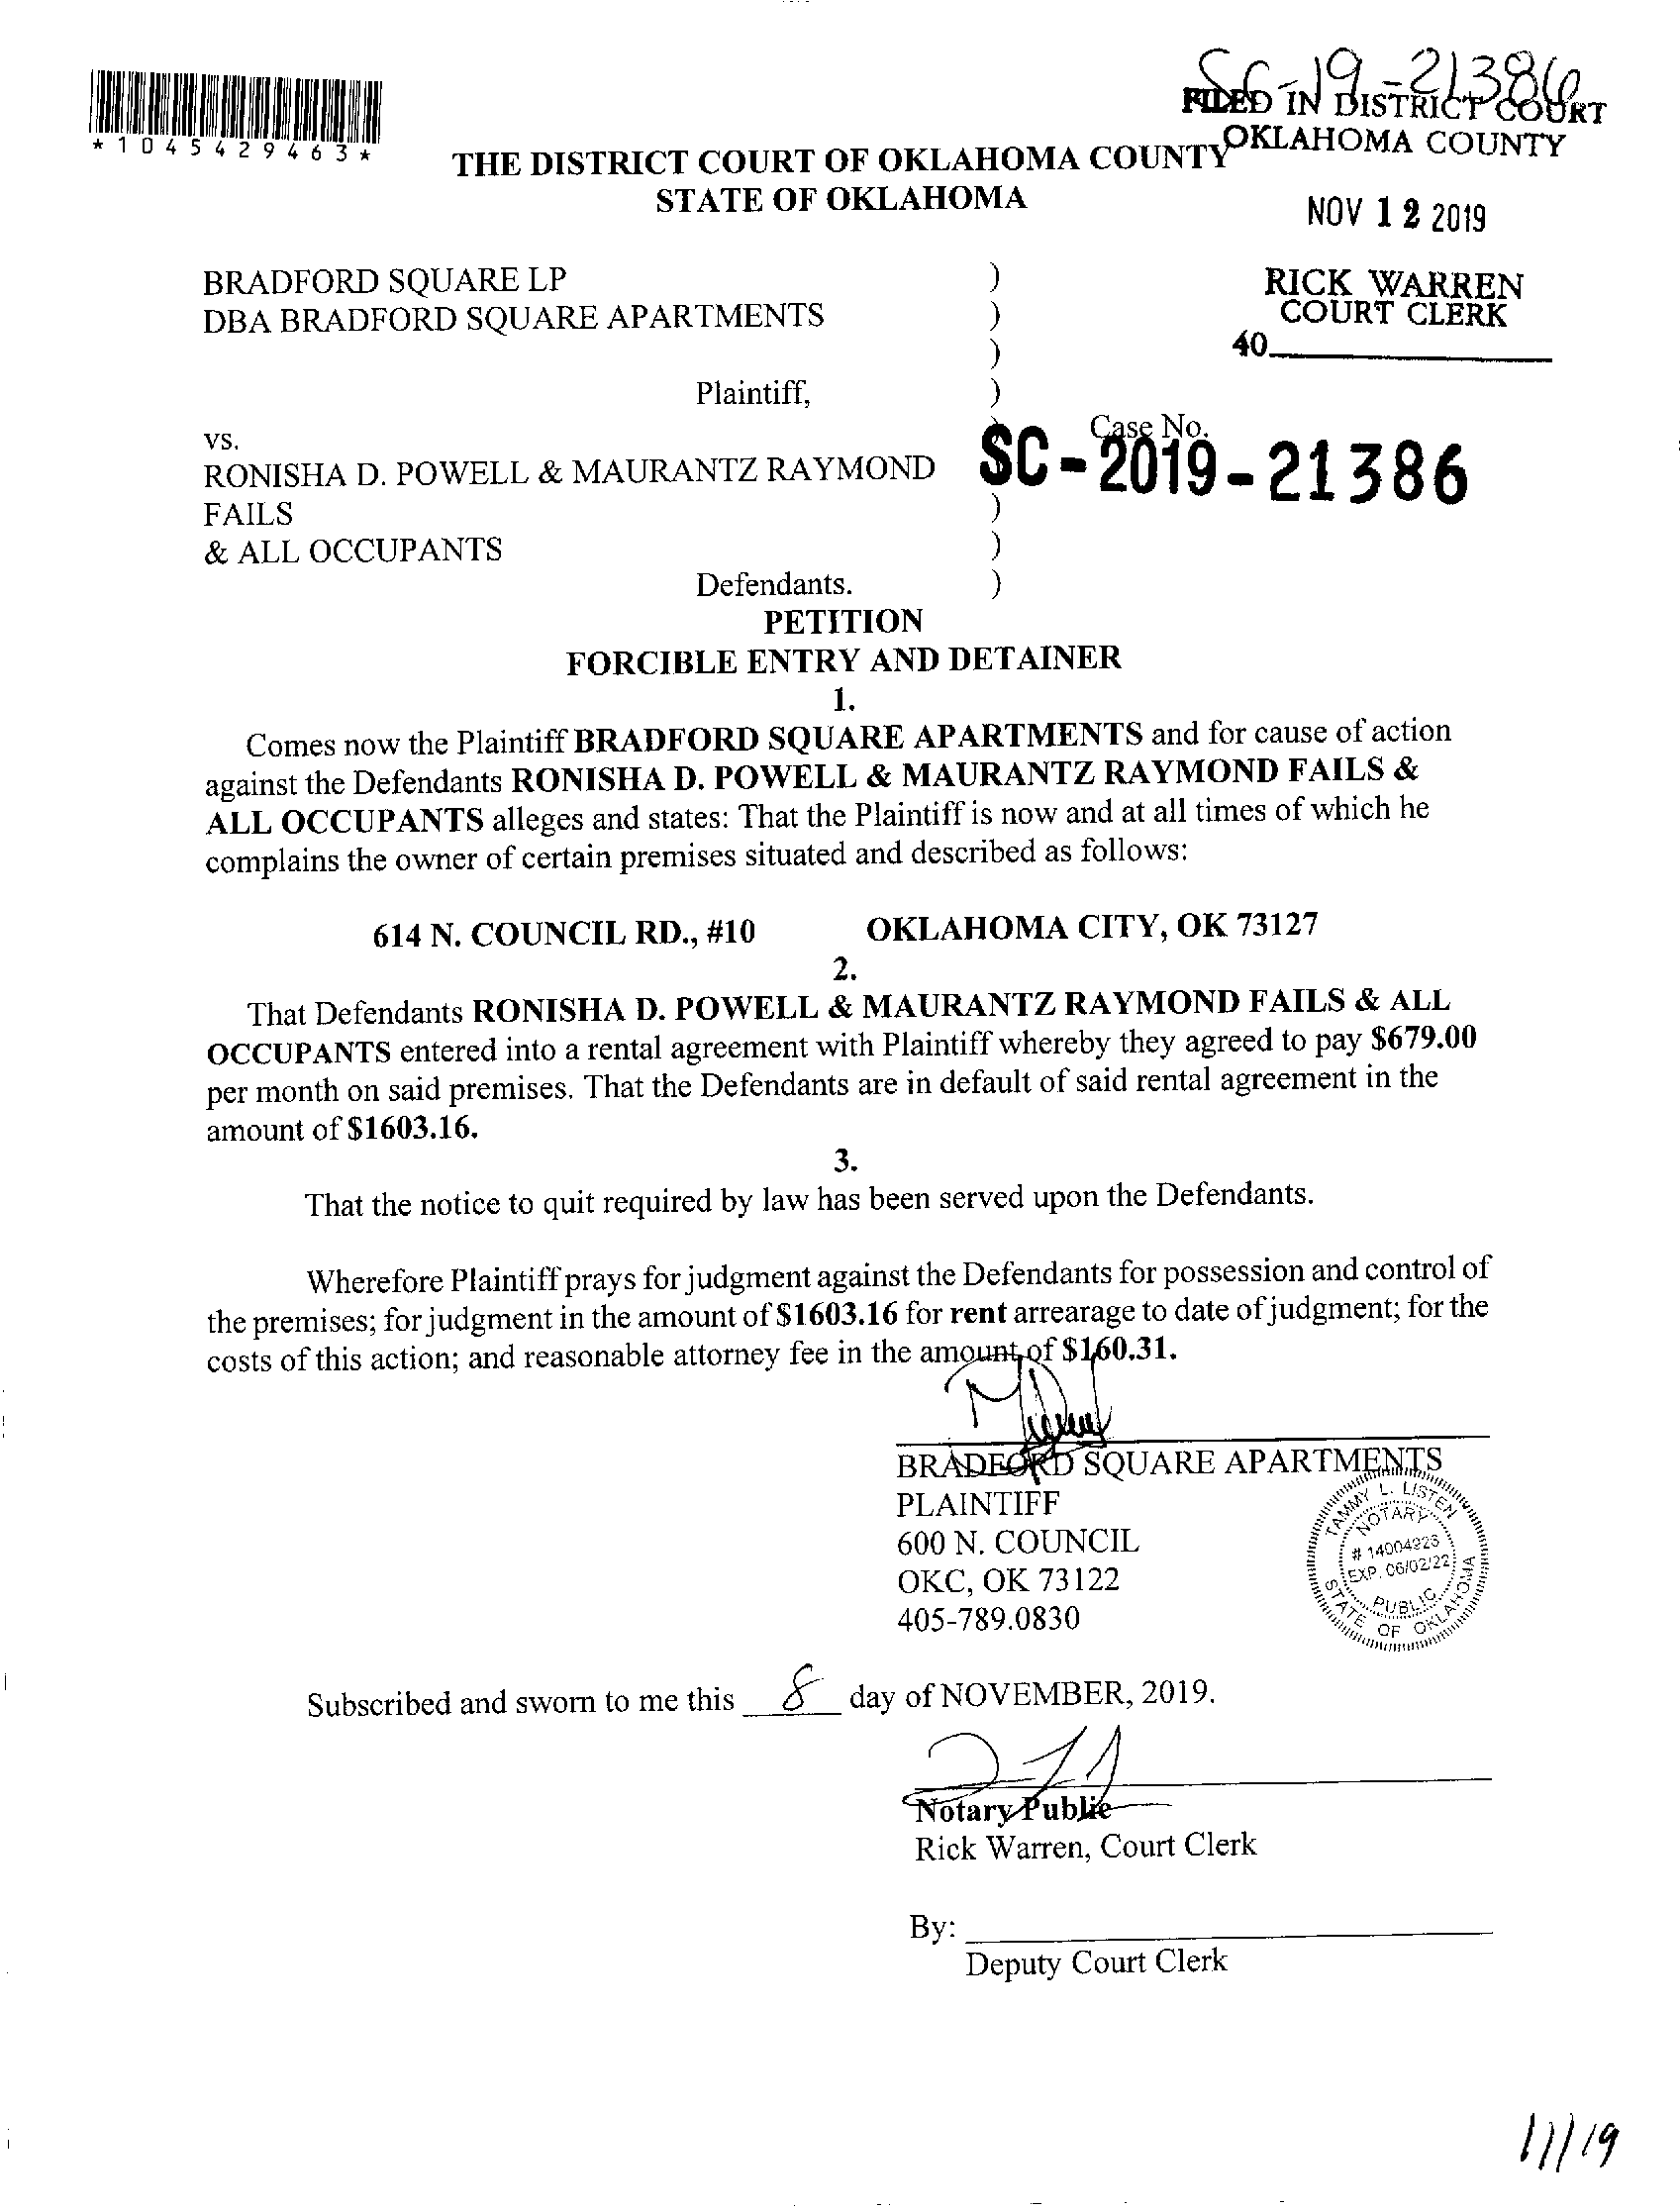 SC-19-21386
FILED IN DISTRICT COURT
OKLAHOMA COUNTY
*1045429463*
THE DISTRICT COURT OF OKLAHOMA COUNTY
STATE OF OKLAHOMA
NOV 12 2019
BRADFORD SQUARE LP )
DBA BRADFORD SQUARE APARTMENTS )
)
RICK WARREN
COURT CLERK
40
Plaintiff, )
vs.
Case No.
SC-2019-21386
RONISHA D. POWELL & MAURANTZ RAYMOND
FAILS )
& ALL OCCUPANTS )
Defendants. )
PETITION
FORCIBLE ENTRY AND DETAINER
1.
Comes now the Plaintiff BRADFORD SQUARE APARTMENTS and for cause of action
against the Defendants RONISHA D. POWELL & MAURANTZ RAYMOND FAILS &
ALL OCCUPANTS alleges and states: That the Plaintiff is now and at all times of which he
complains the owner of certain premises situated and described as follows:
614 N. COUNCIL RD., #10 OKLAHOMA CITY, OK 73127
2.
That Defendants RONISHA D. POWELL & MAURANTZ RAYMOND FAILS & ALL
OCCUPANTS entered into a rental agreement with Plaintiff whereby they agreed to pay $679.00
per month on said premises. That the Defendants are in default of said rental agreement in the
amount of $1603.16.
3.
That the notice to quit required by law has been served upon the Defendants.
Wherefore Plaintiff prays for judgment against the Defendants for possession and control of
the premises; for judgment in the amount of $1603.16 for rent arrearage to date of judgment; for the
costs of this action; and reasonable attorney fee in the amount of $160.31.
BRADFORD SQUARE APARTMENTS
PLAINTIFF
600 N. COUNCIL
OKC, OK 73122
405-789.0830
TAMMY L. LISTEN
NOTARY
# 14004226
EXP. 06/02/22
PUBLIC
STATE OF OKLAHOMA
Subscribed and sworn to me this 8 day of NOVEMBER, 2019.
Notary Public
Rick Warren, Court Clerk
By:
Deputy Court Clerk
11/19